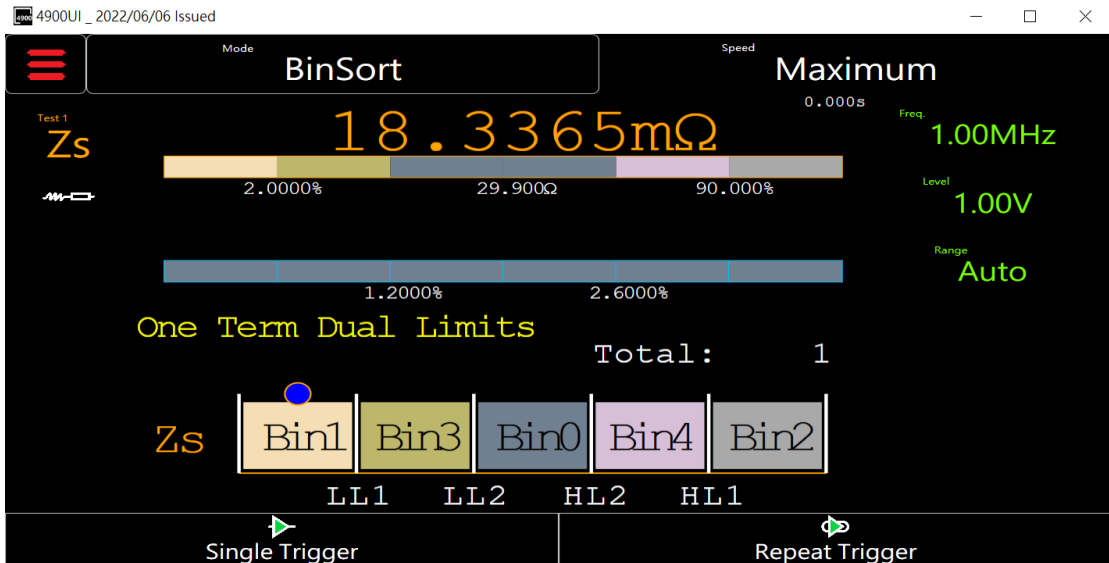 4900 4900UI _ 2022/06/06 Issued
Mode
BinSort
Speed
Maximum
0.000s
Test 1
Zs
18.3365mΩ
Freq.
1.00MHz
2.0000% 29.900Ω 90.000%
Level
1.00V
Range
Auto
1.2000% 2.6000%
One Term Dual Limits
Total: 1
Zs Bin1 Bin3 Bin0 Bin4 Bin2
LL1 LL2 HL2 HL1
Single Trigger Repeat Trigger